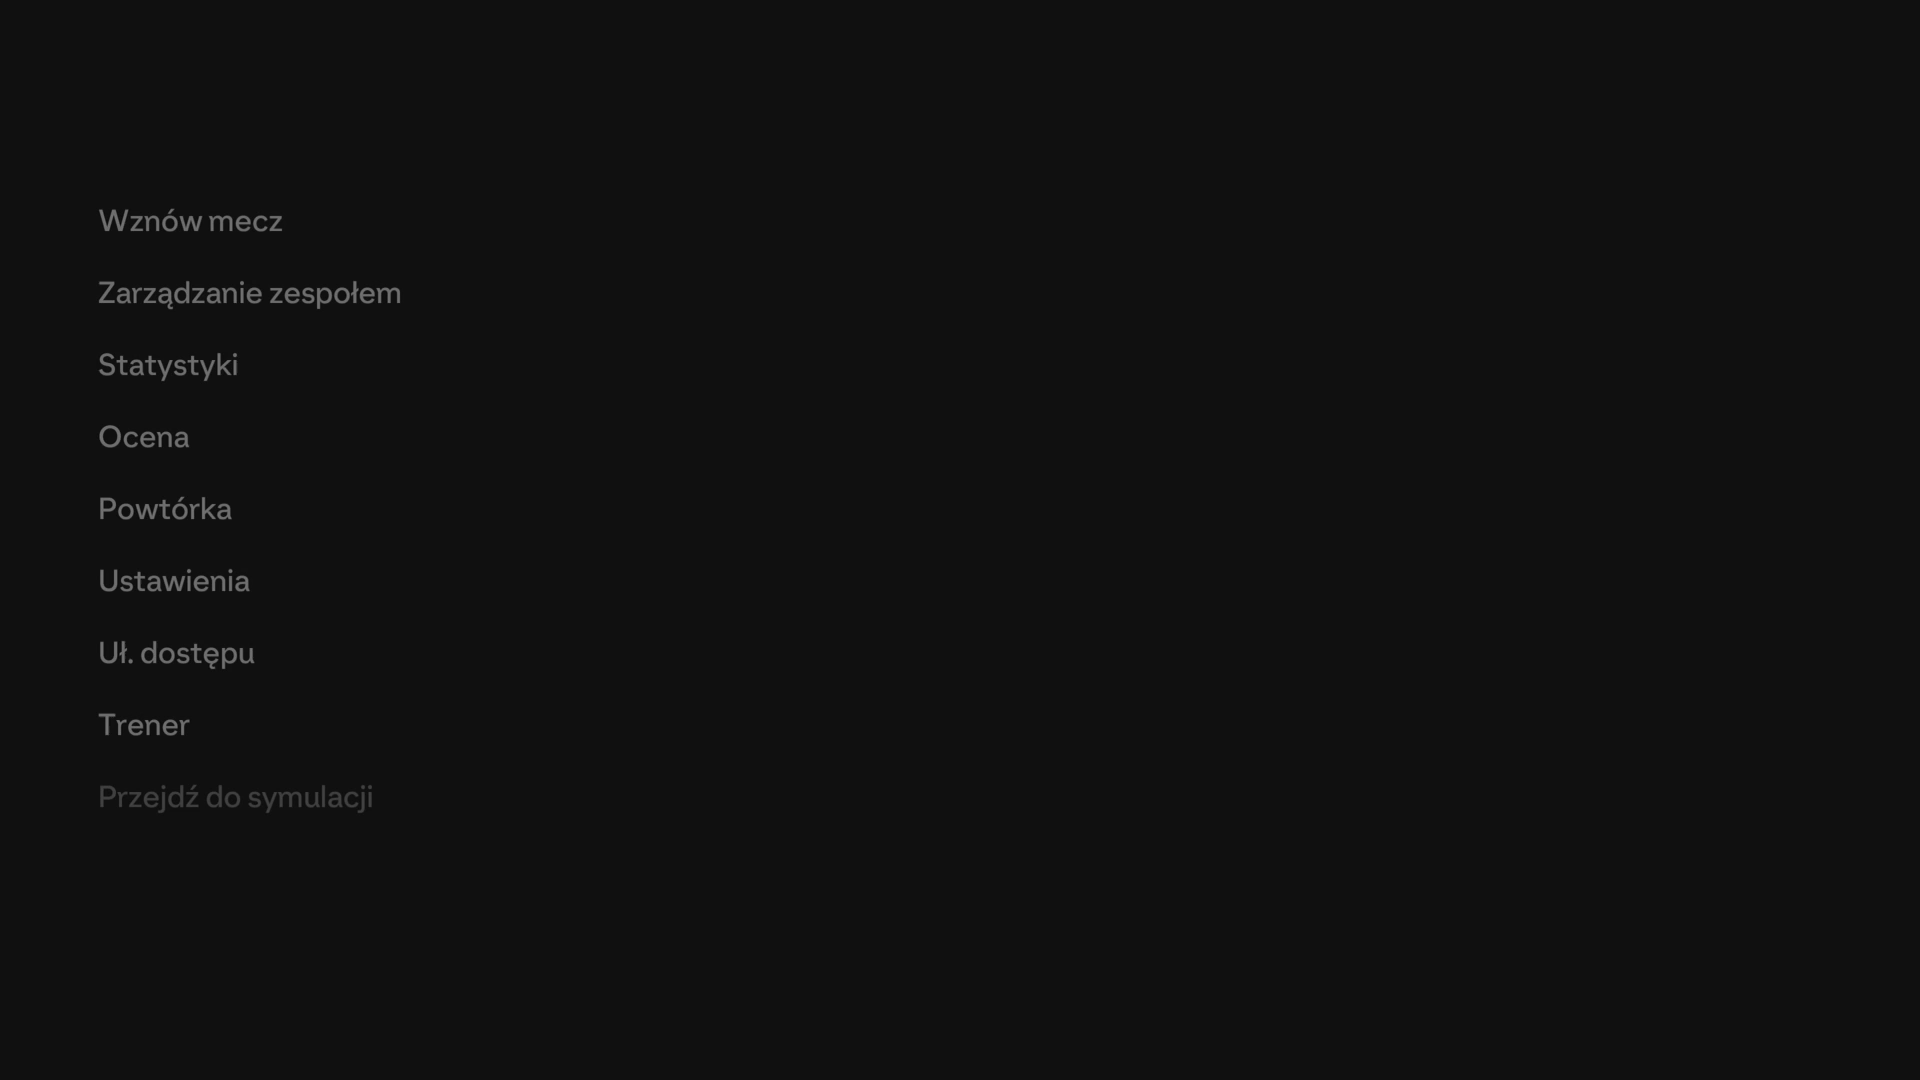 Wznów mecz
Zarządzanie zespołem
Statystyki
Ocena
Powtórka
Ustawienia
Uł. dostępu
Trener
Przejdź do symulacji